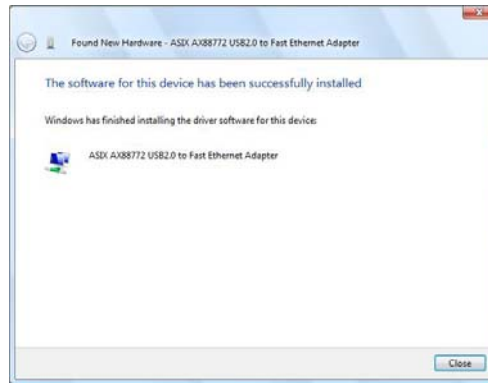 Found New Hardware - ASIX AX88772 USB2.0 to Fast Ethernet Adapter
The software for this device has been successfully installed
Windows has finished installing the driver software for this device:
ASIX AX88772 USB2.0 to Fast Ethernet Adapter
Close